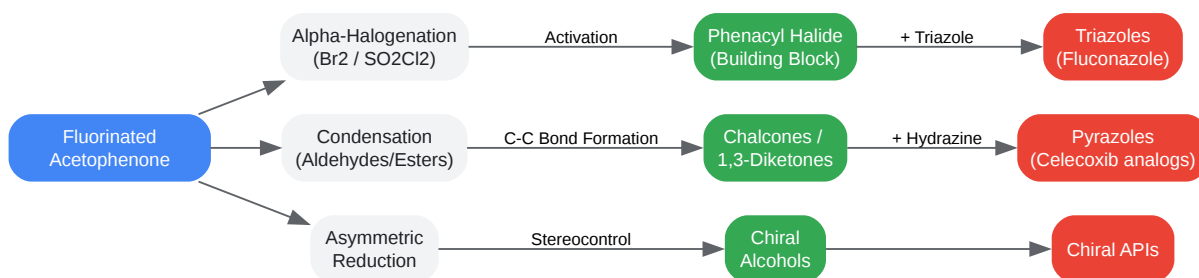 Alpha-Halogenation
(Br2 / SO2Cl2)
Activation
Phenacyl Halide
(Building Block)
+ Triazole
Triazoles
(Fluconazole)
Fluorinated
Acetophenone
Condensation
(Aldehydes/Esters)
C-C Bond Formation
Chalcones /
1,3-Diketones
+ Hydrazine
Pyrazoles
(Celecoxib analogs)
Asymmetric
Reduction
Stereocontrol
Chiral
Alcohols
Chiral APIs